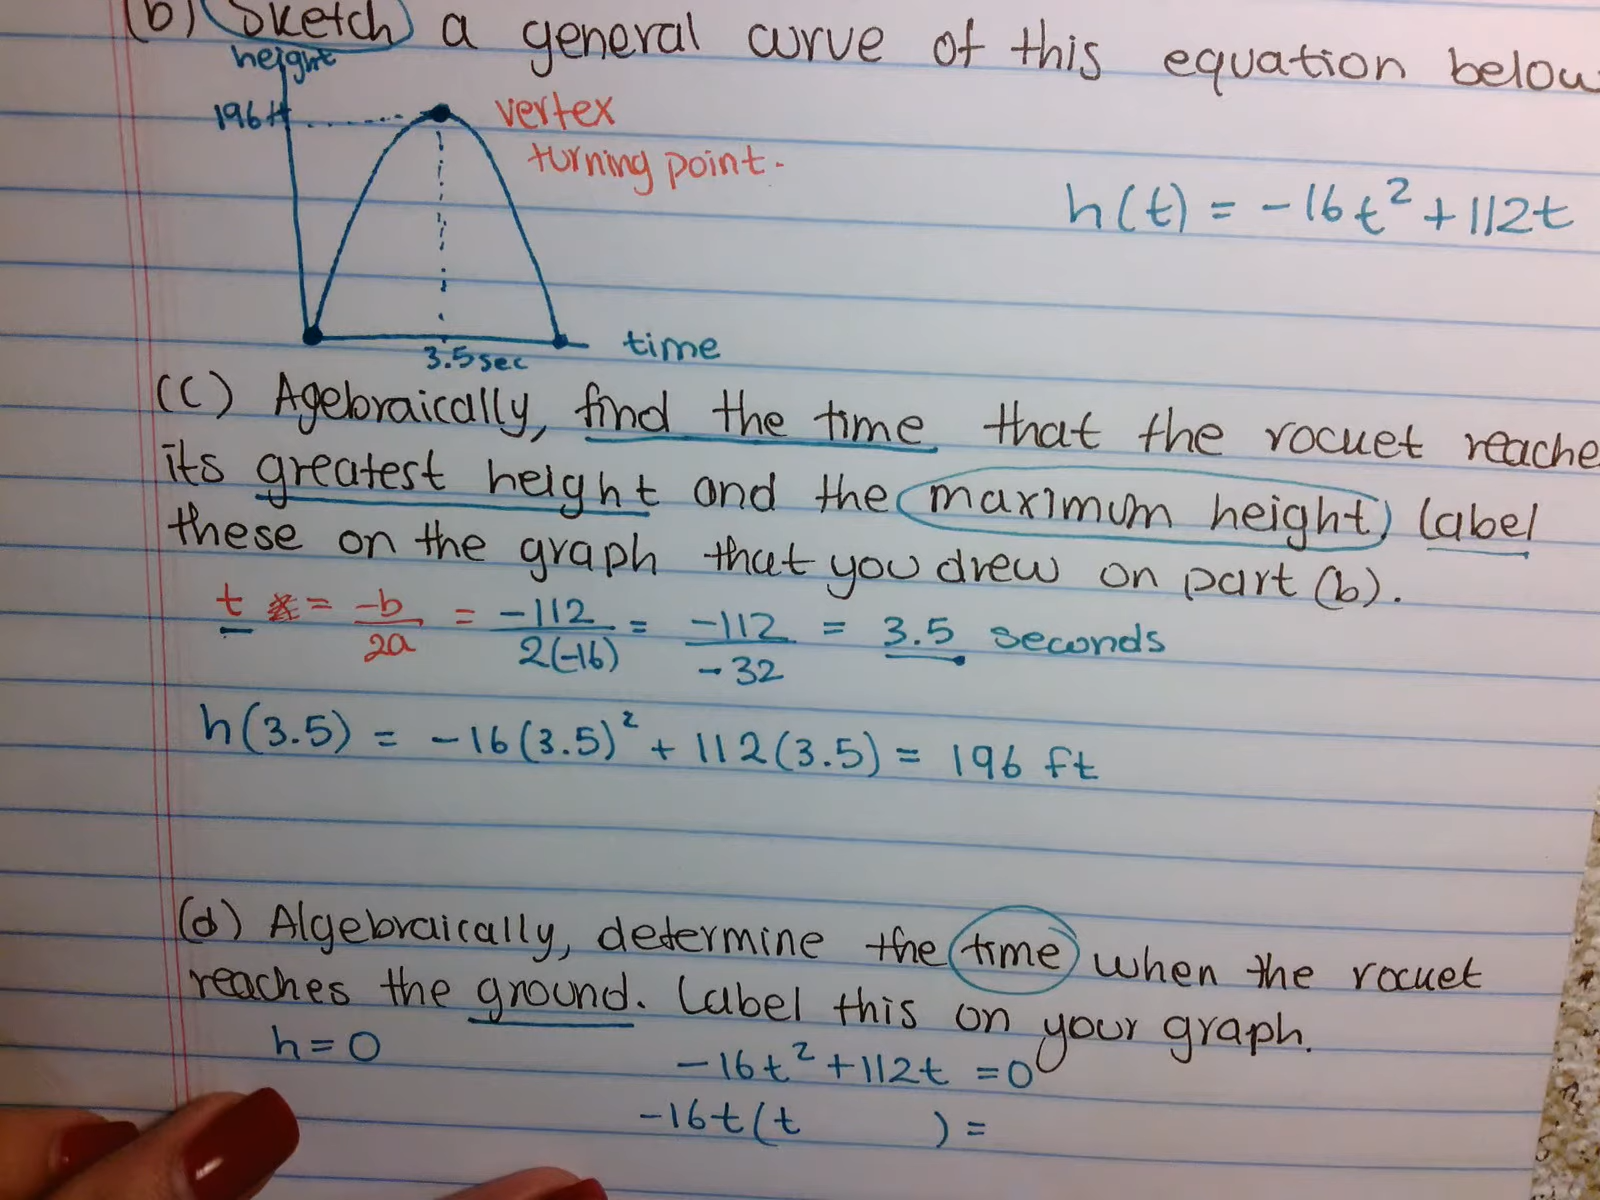 (b) Sketch a general curve of this equation below
height
196ft
vertex
turning point.
h(t) = -16t² + 112t
time
3.5 sec
(c) Agebraically, find the time that the rocuet reache
its greatest height and the maximum height) Label
these on the graph that you drew on part (b).
t = -b/2a = -112/2(-16) = -112/-32 = 3.5 seconds
h(3.5) = -16(3.5)² + 112(3.5) = 196 ft
(d) Algebraically, determine the time when the rocuet
reaches the ground. Label this on your graph.
h = 0
-16t² + 112t = 0
-16t(t ) =